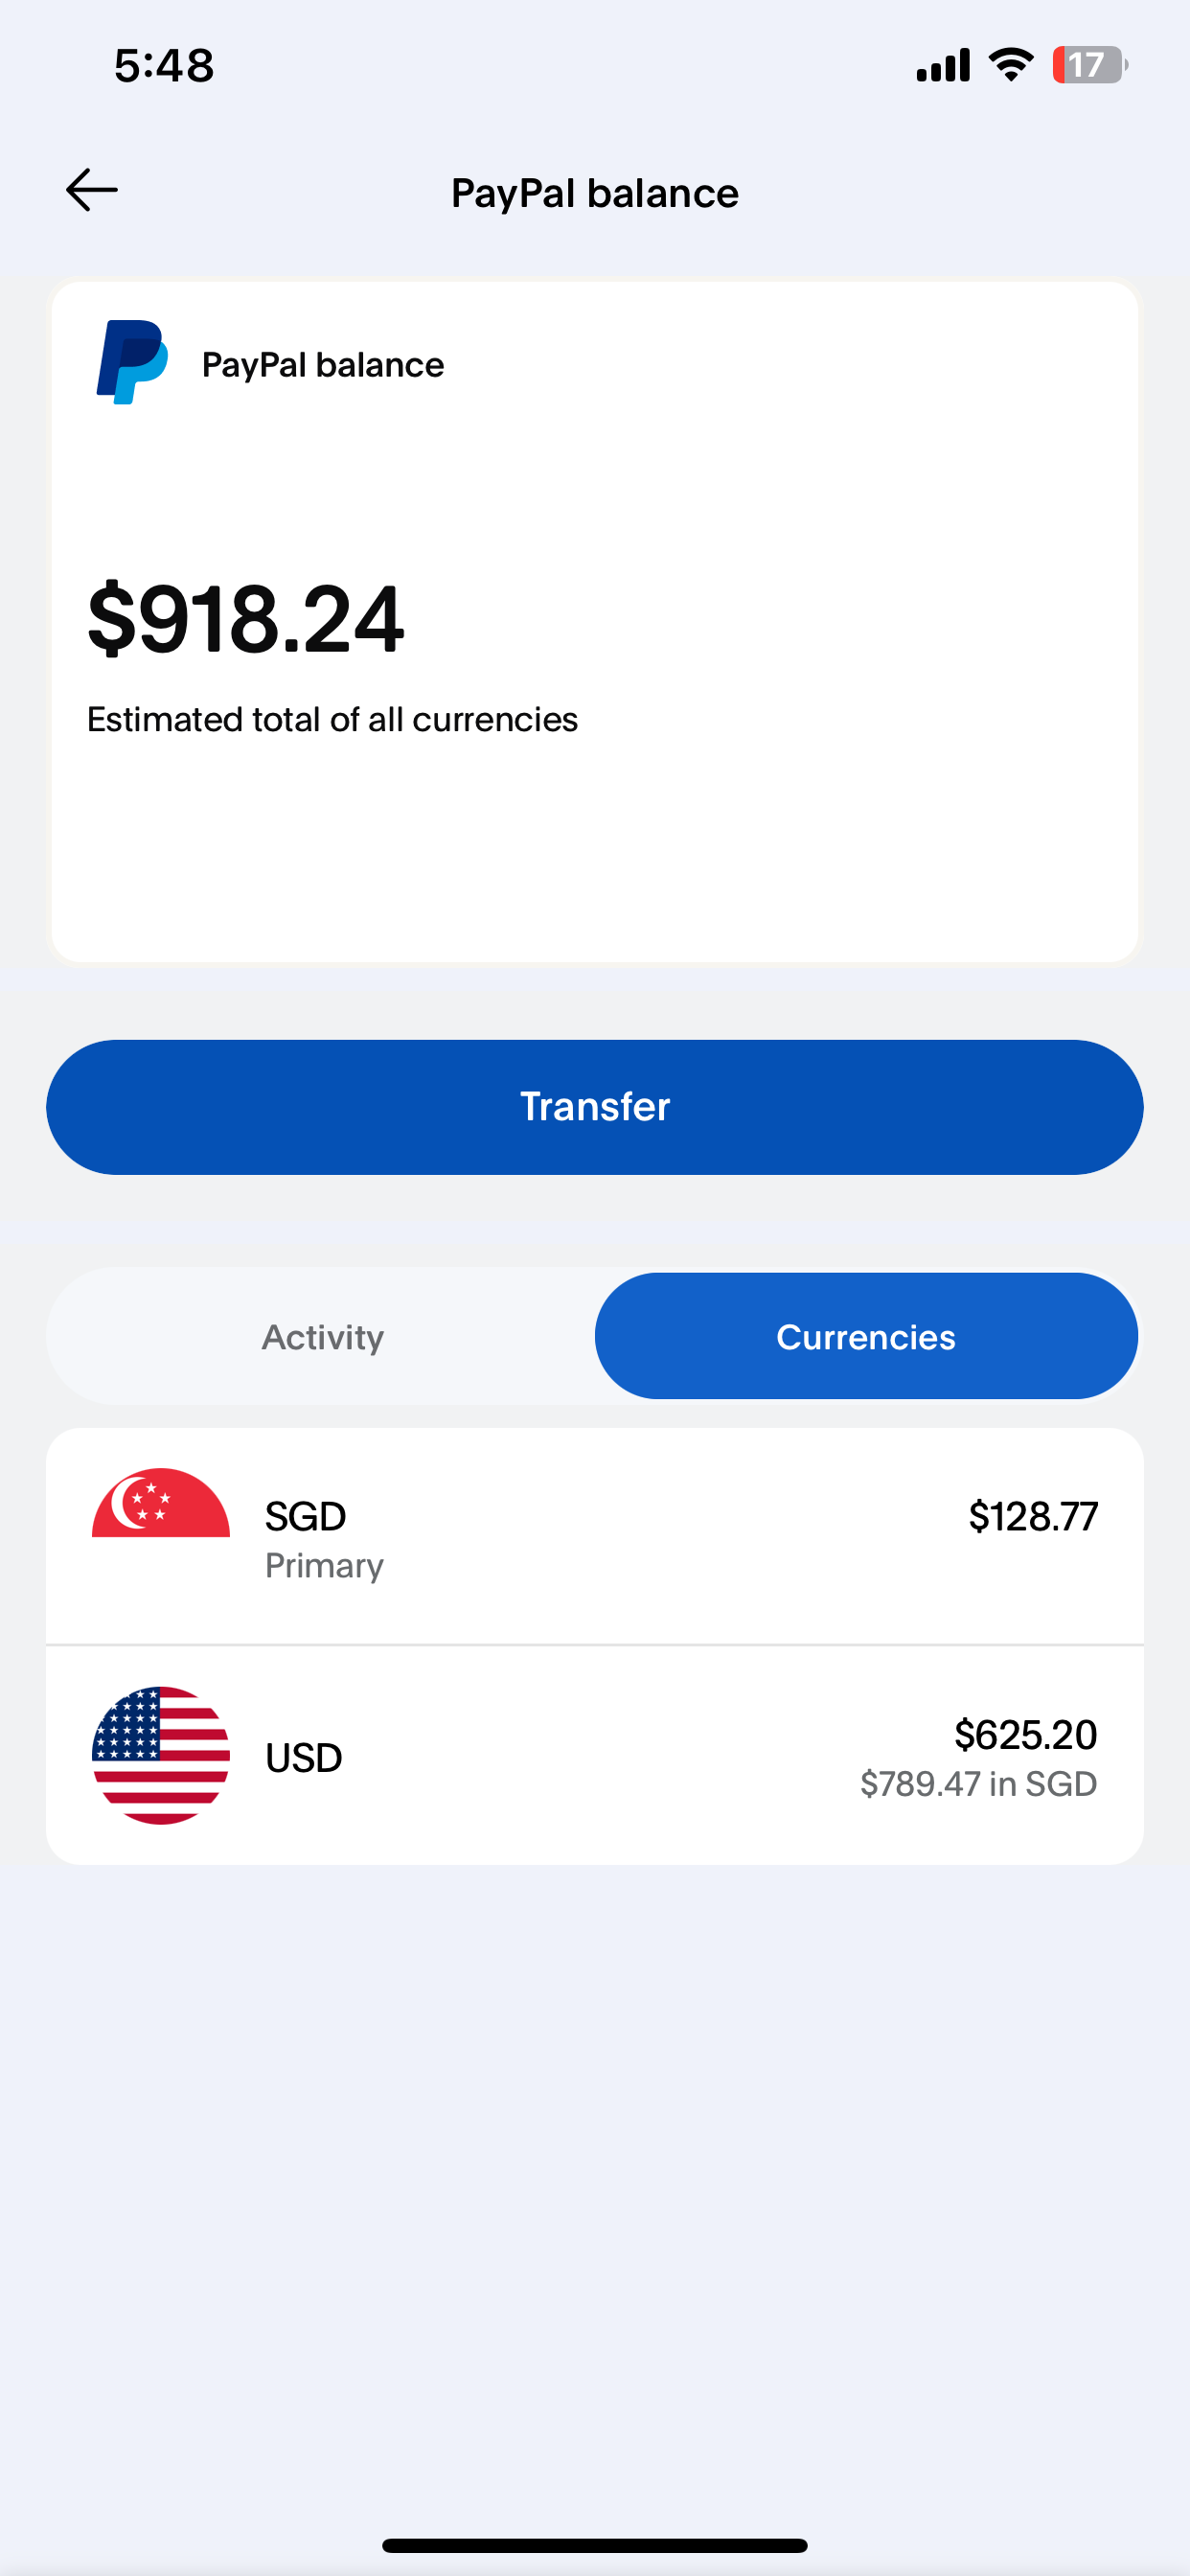 5:48
17
PayPal balance
PayPal balance
$918.24
Estimated total of all currencies
Transfer
Activity
Currencies
SGD
$128.77
Primary
USD
$625.20
$789.47 in SGD